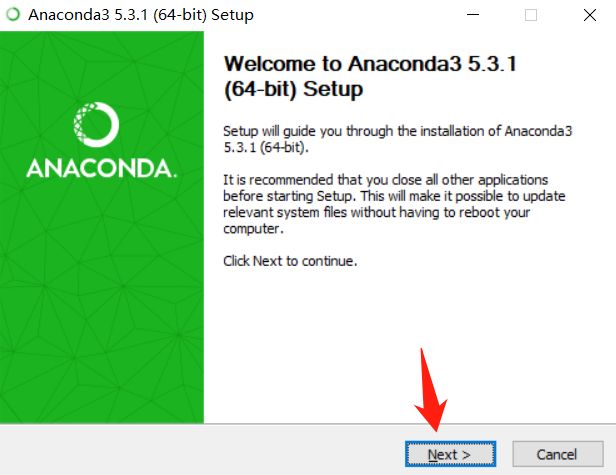 Anaconda3 5.3.1 (64-bit) Setup
ANACONDA.
Welcome to Anaconda3 5.3.1
(64-bit) Setup
Setup will guide you through the installation of Anaconda3
5.3.1 (64-bit).
It is recommended that you close all other applications
before starting Setup. This will make it possible to update
relevant system files without having to reboot your
computer.
Click Next to continue.
Next >
Cancel